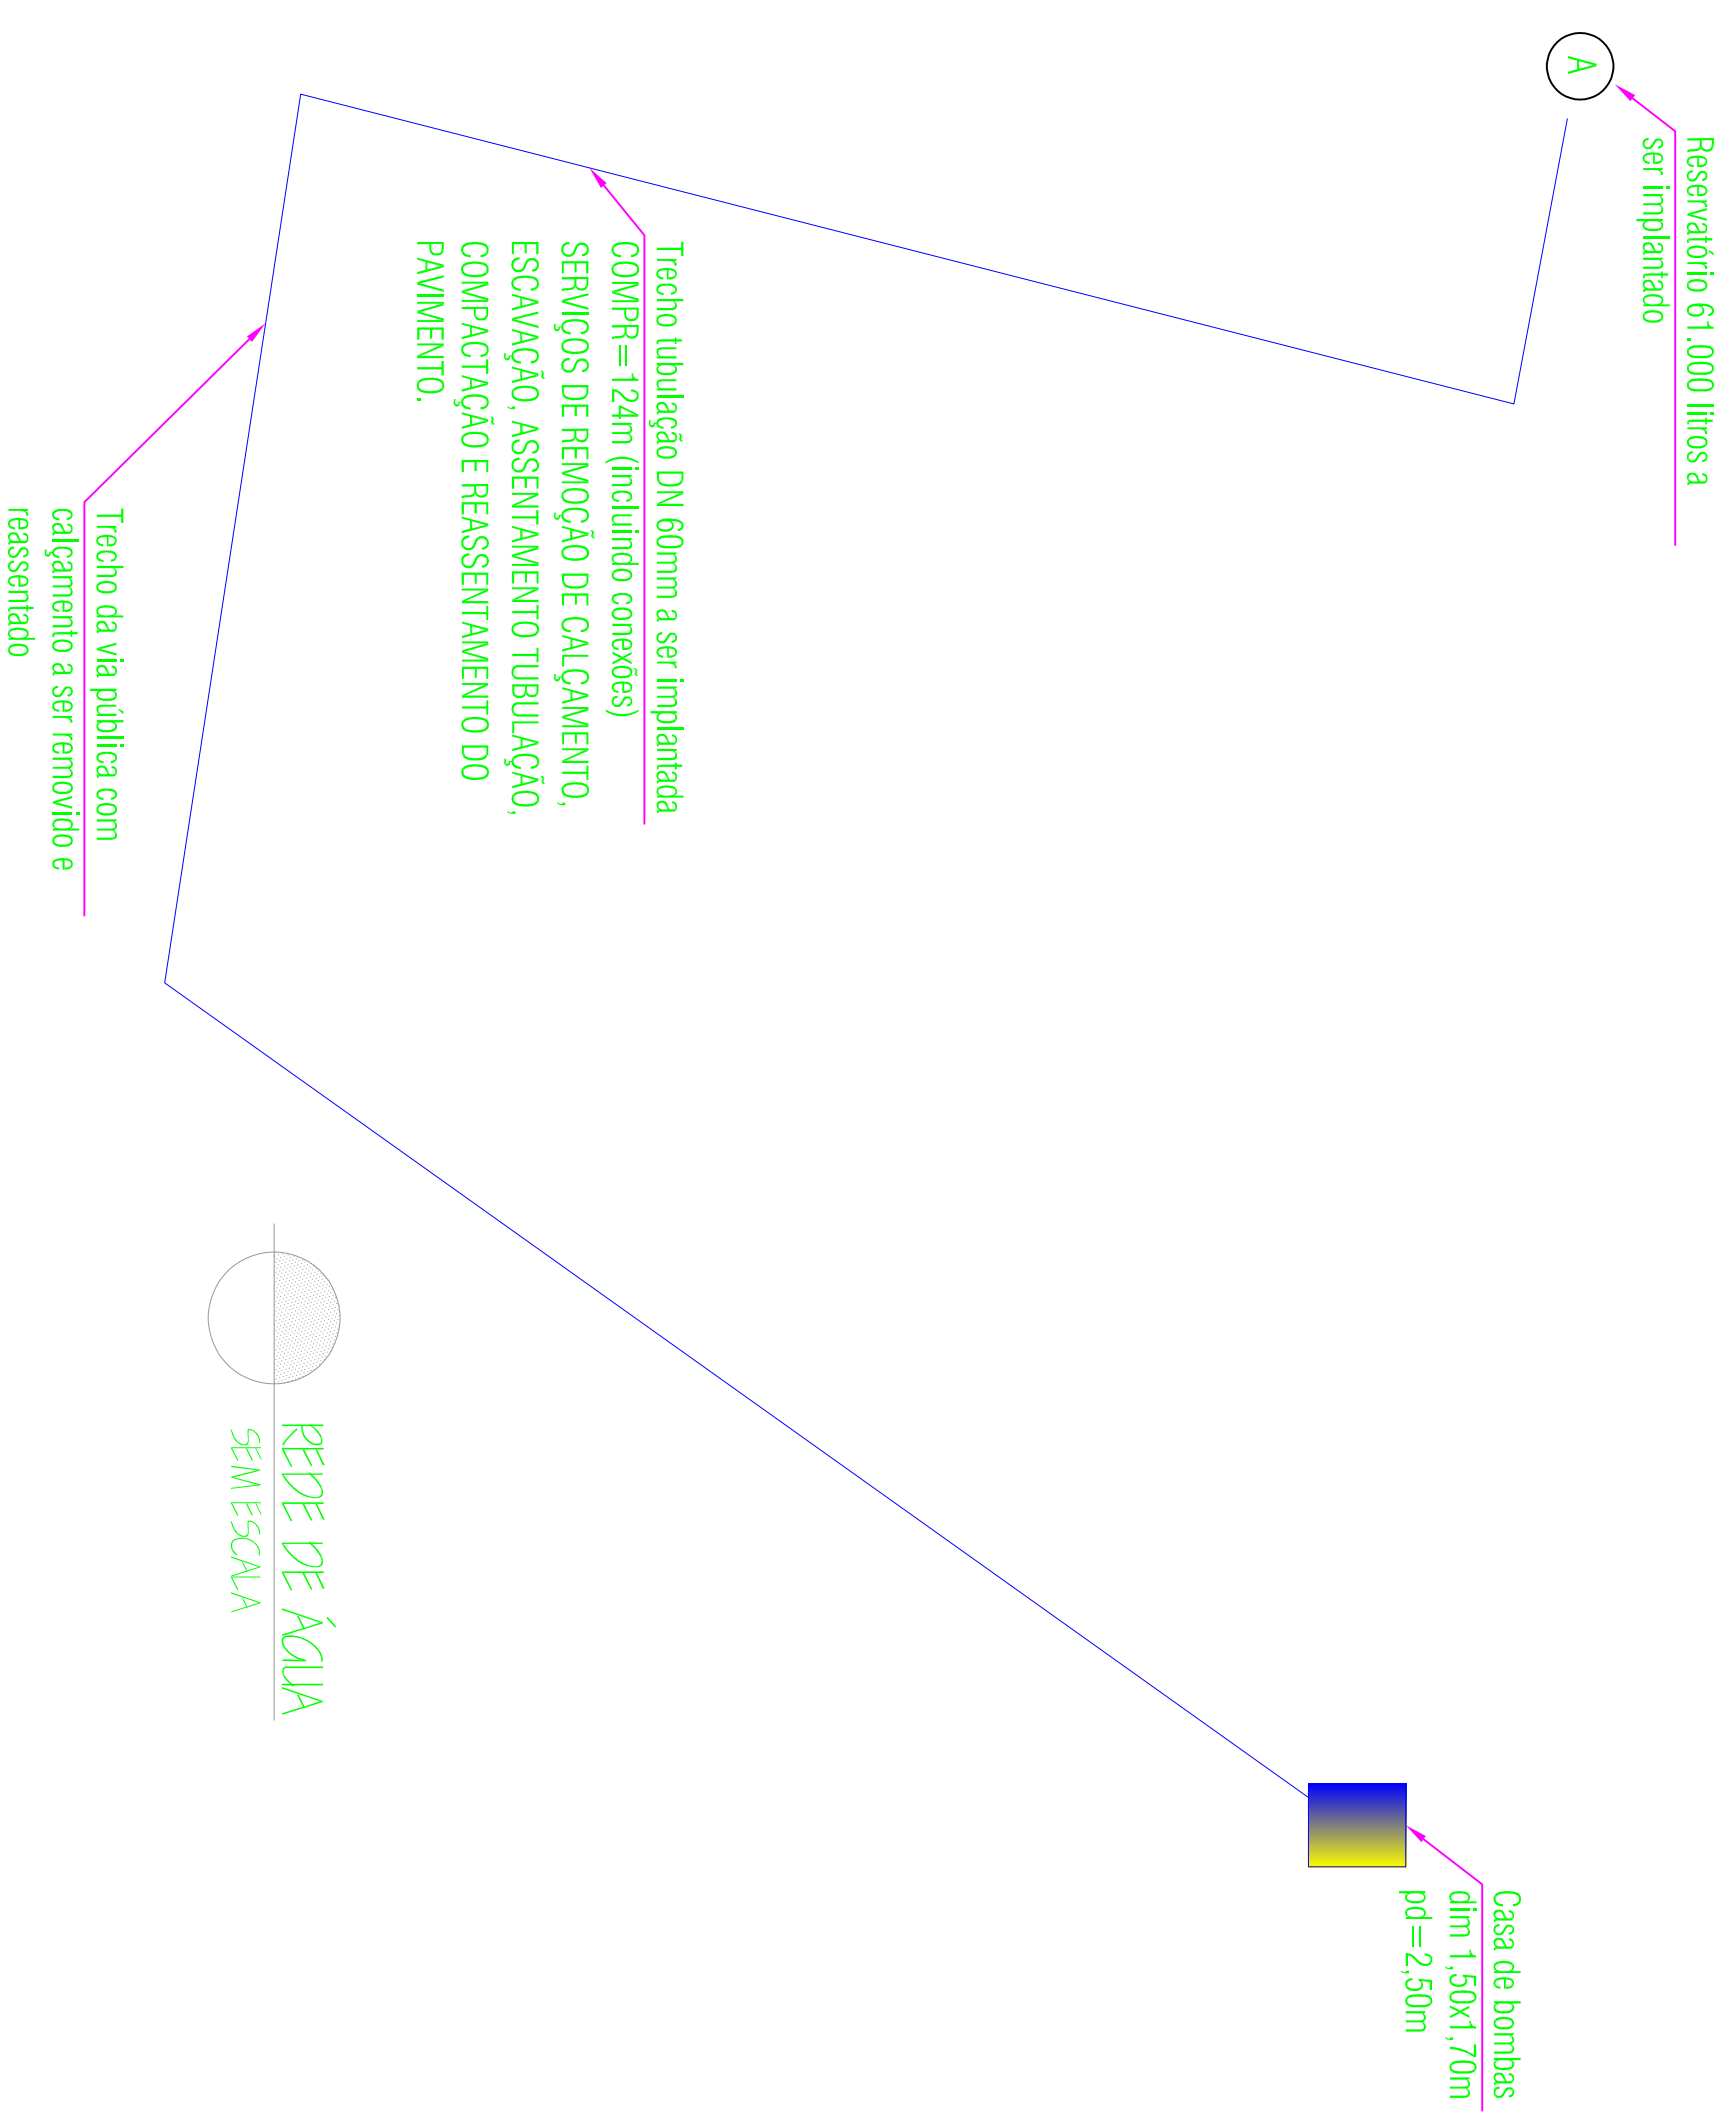 A
Reservatório 61.000 litros a
ser implantado
Trecho tubulação DN 60mm a ser implantada
COMPR=124m (incluindo conexões)
SERVIÇOS DE REMOÇÃO DE CALÇAMENTO,
ESCAVAÇÃO, ASSENTAMENTO TUBULAÇÃO,
COMPACTAÇÃO E REASSENTAMENTO DO
PAVIMENTO.
Trecho da via pública com
calçamento a ser removido e
reassentado
REDE DE ÁGUA
SEM ESCALA
Casa de bombas
dim 1,50x1,70m
pd=2,50m